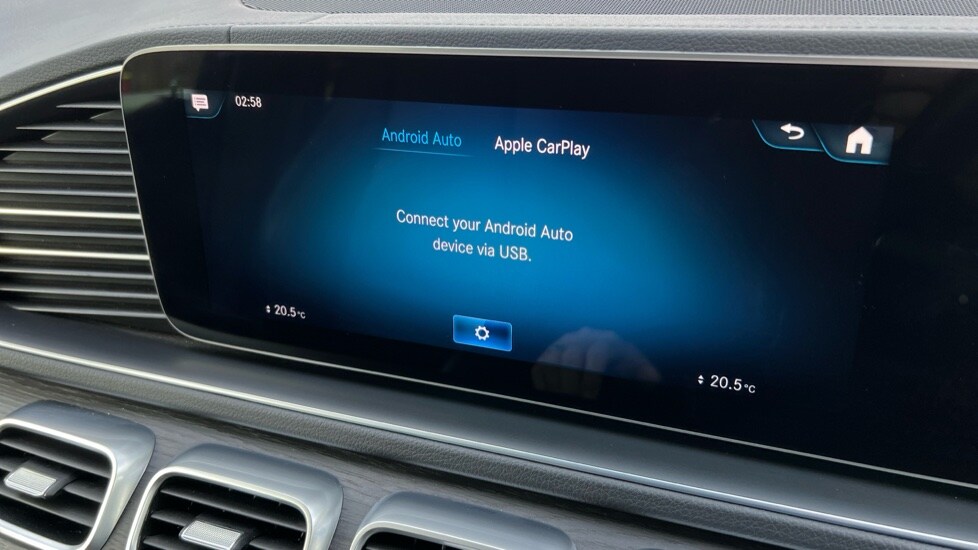 02:58
Android Auto
Apple CarPlay
Connect your Android Auto
device via USB.
20.5°C
20.5°C